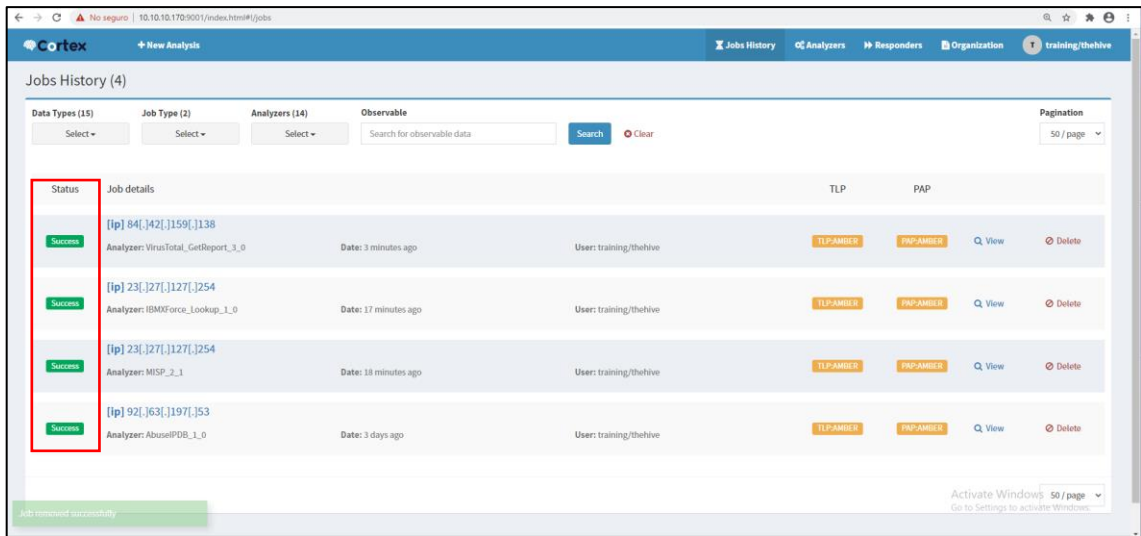 No seguro | 10.10.10.170:9001/index.html#!/jobs
Cortex + New Analysis Jobs History Analyzers Responders Organization T training/thehive
Jobs History (4)
Data Types (15) Job Type (2) Analyzers (14) Observable Pagination
Select Select Select Search for observable data Search Clear 50 / page
Status Job details TLP PAP
[ip] 84[.]42[.]159[.]138
Success Analyzer: VirusTotal_GetReport_3_0 Date: 3 minutes ago User: training/thehive TLP:AMBER PAP:AMBER View Delete
[ip] 23[.]27[.]127[.]254
Success Analyzer: IBMXForce_Lookup_1_0 Date: 17 minutes ago User: training/thehive TLP:AMBER PAP:AMBER View Delete
[ip] 23[.]27[.]127[.]254
Success Analyzer: MISP_2_1 Date: 18 minutes ago User: training/thehive TLP:AMBER PAP:AMBER View Delete
[ip] 92[.]63[.]197[.]53
Success Analyzer: AbuseIPDB_1_0 Date: 3 days ago User: training/thehive TLP:AMBER PAP:AMBER View Delete
Activate Windows 50 / page
Go to Settings to activate Windows.
Job removed successfully